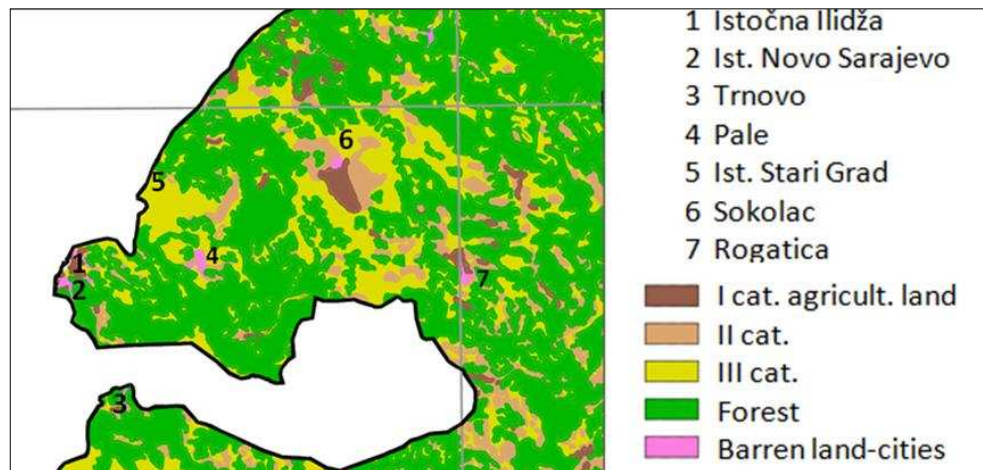 1 Istočna Ilidža
2 Ist. Novo Sarajevo
3 Trnovo
4 Pale
5 Ist. Stari Grad
6 Sokolac
7 Rogatica
I cat. agricult. land
II cat.
III cat.
Forest
Barren land-cities
6
5
4
1
7
2
3